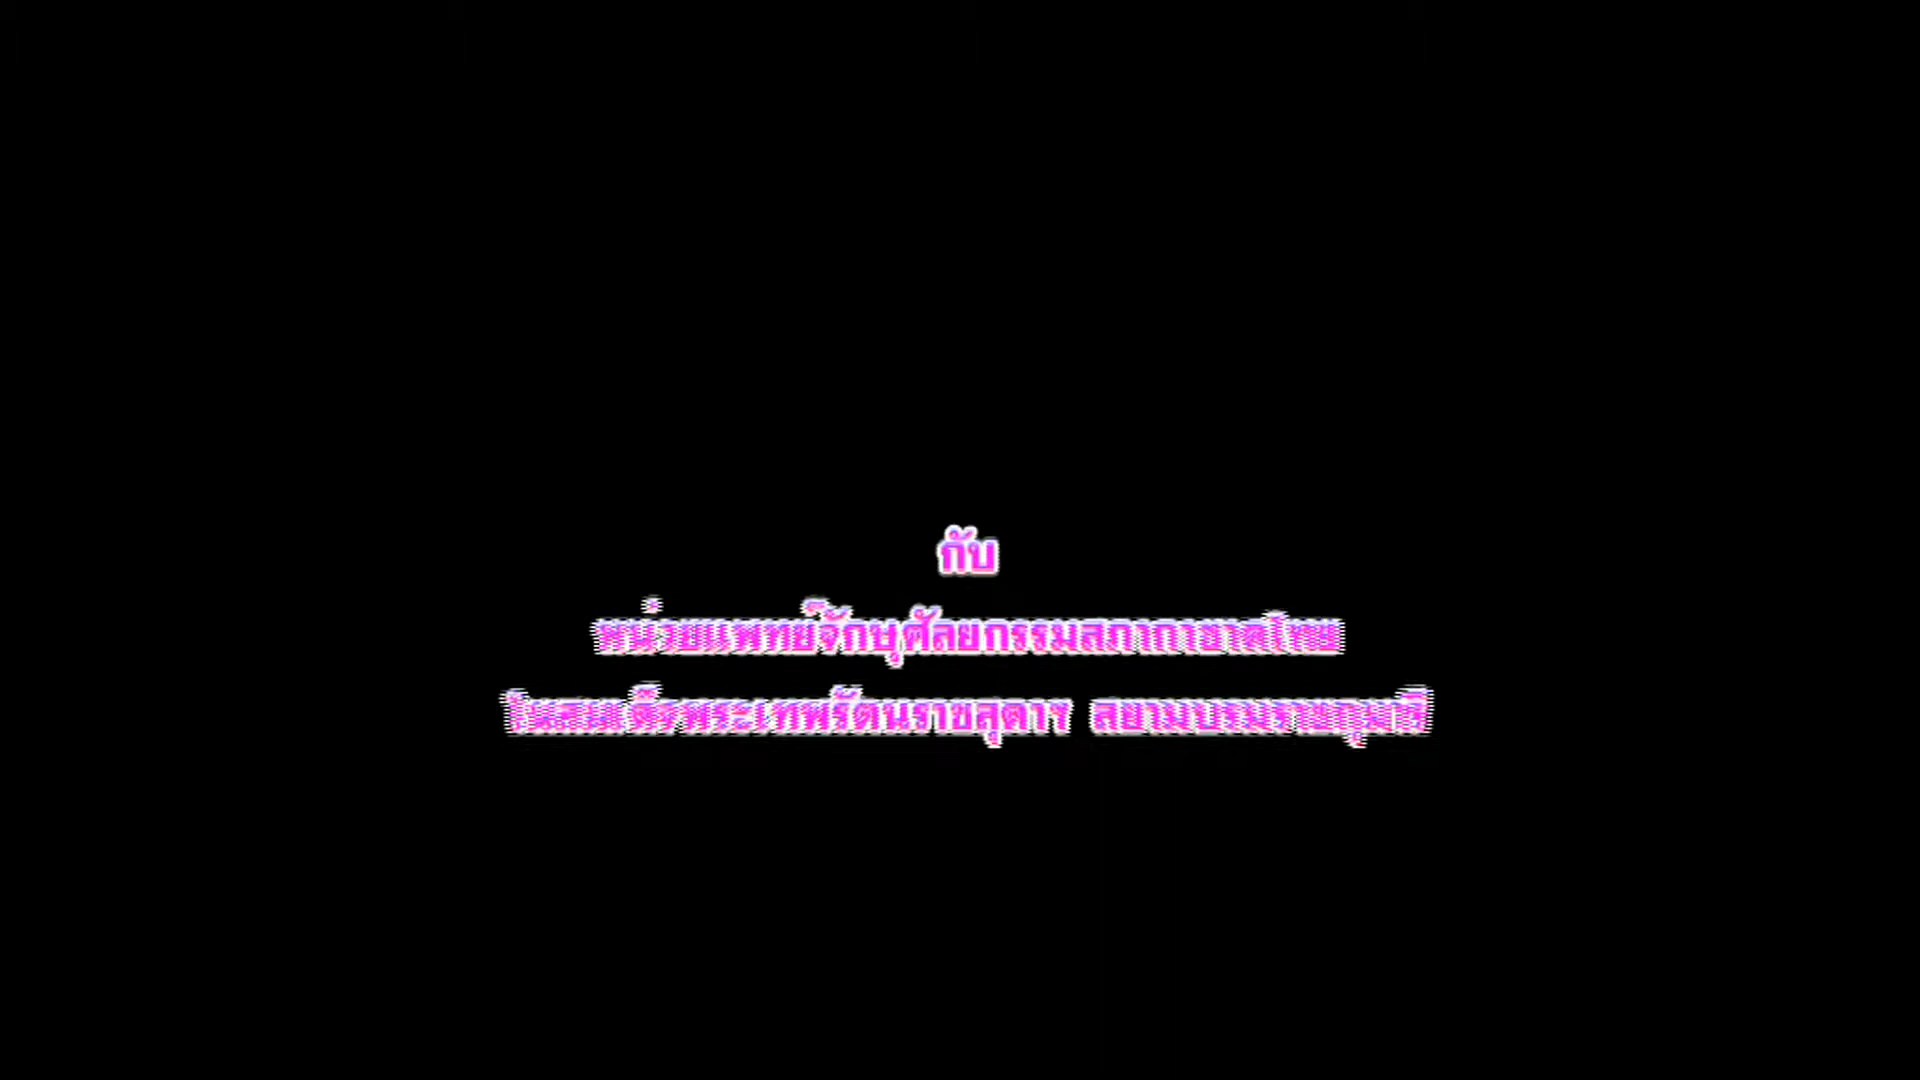 กับ
หน่วยแพทย์จักษุศัลยกรรมสภากาชาดไทย
ในสมเด็จพระเทพรัตนราชสุดาฯ สยามบรมราชกุมารี